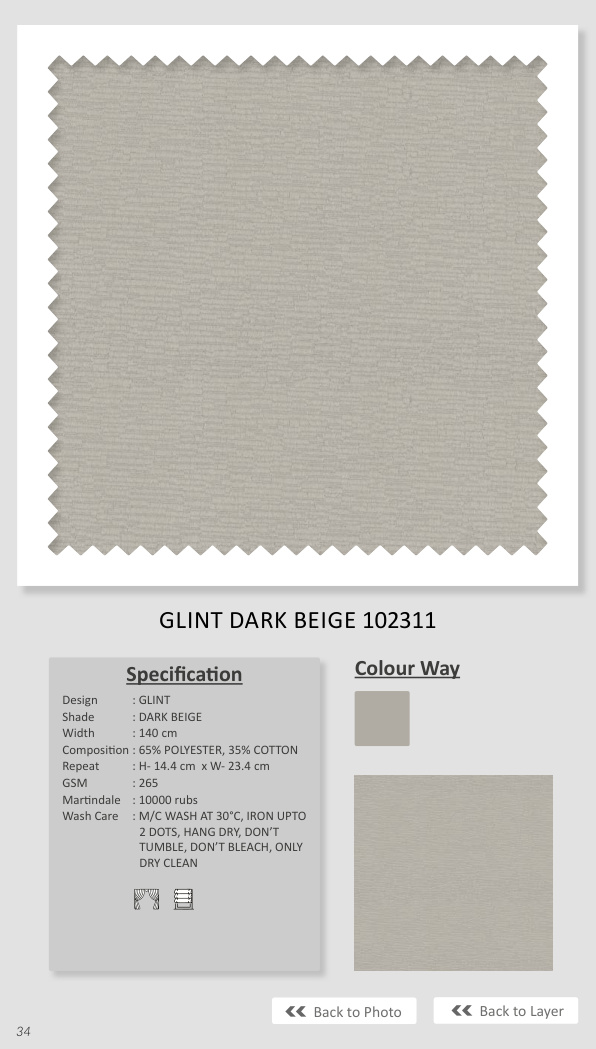 GLINT DARK BEIGE 102311
Specification
Design : GLINT
Shade : DARK BEIGE
Width : 140 cm
Composition : 65% POLYESTER, 35% COTTON
Repeat : H- 14.4 cm x W- 23.4 cm
GSM : 265
Martindale : 10000 rubs
Wash Care : M/C WASH AT 30°C, IRON UPTO
2 DOTS, HANG DRY, DON'T
TUMBLE, DON'T BLEACH, ONLY
DRY CLEAN
Colour Way
Back to Photo
Back to Layer
34